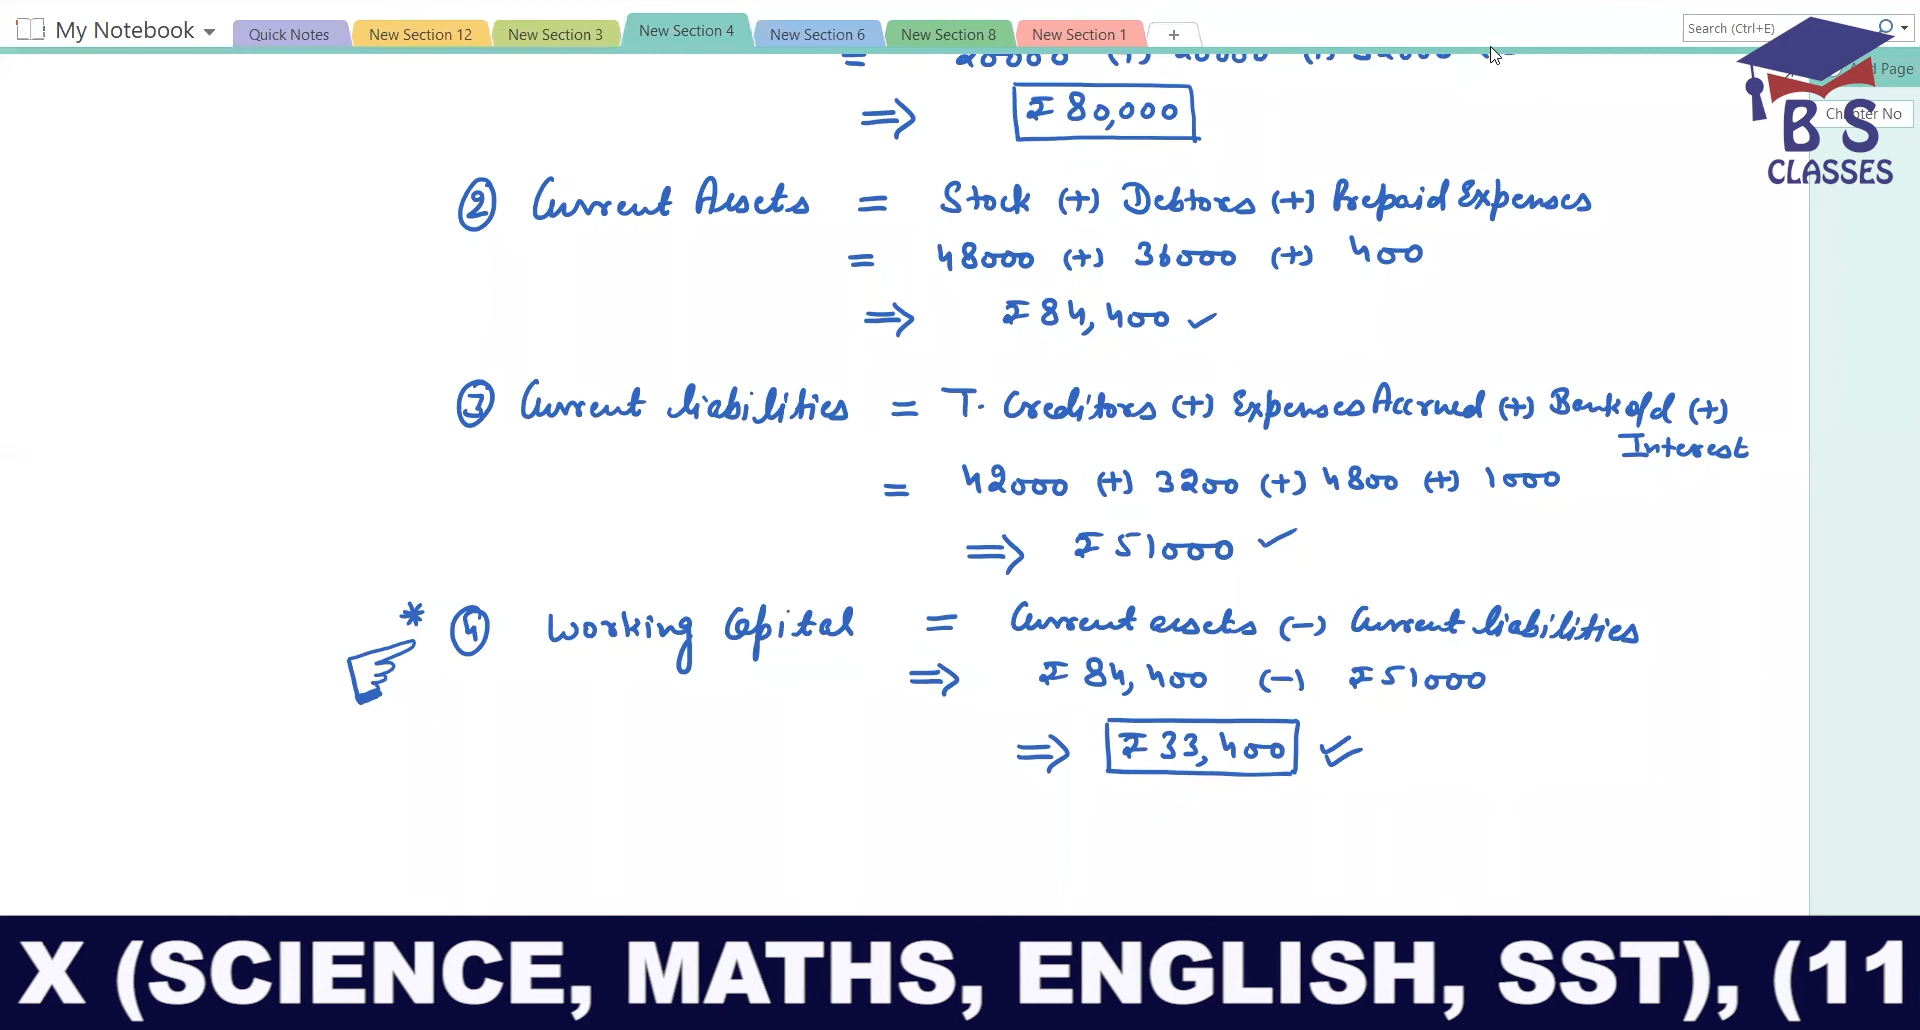 My Notebook
Quick Notes
New Section 12
New Section 3
New Section 4
New Section 6
New Section 8
New Section 1
+
Search (Ctrl+E)
Page
B S
CLASSES
No
⇒ ₹ 80,000
② Current Assets = Stock (+) Debtors (+) Prepaid Expenses
= 48000 (+) 36000 (+) 400
⇒ ₹ 84,400 ✓
③ Current liabilities = T. Creditors (+) Expenses Accrued (+) Bank o/d (+)
Interest
= 42000 (+) 3200 (+) 4800 (+) 1000
⇒ ₹ 51000 ✓
* ④ Working Capital = Current assets (-) Current liabilities
⇒ ₹ 84,400 (-) ₹ 51000
⇒ ₹ 33,400 ✓
X (SCIENCE, MATHS, ENGLISH, SST), (11